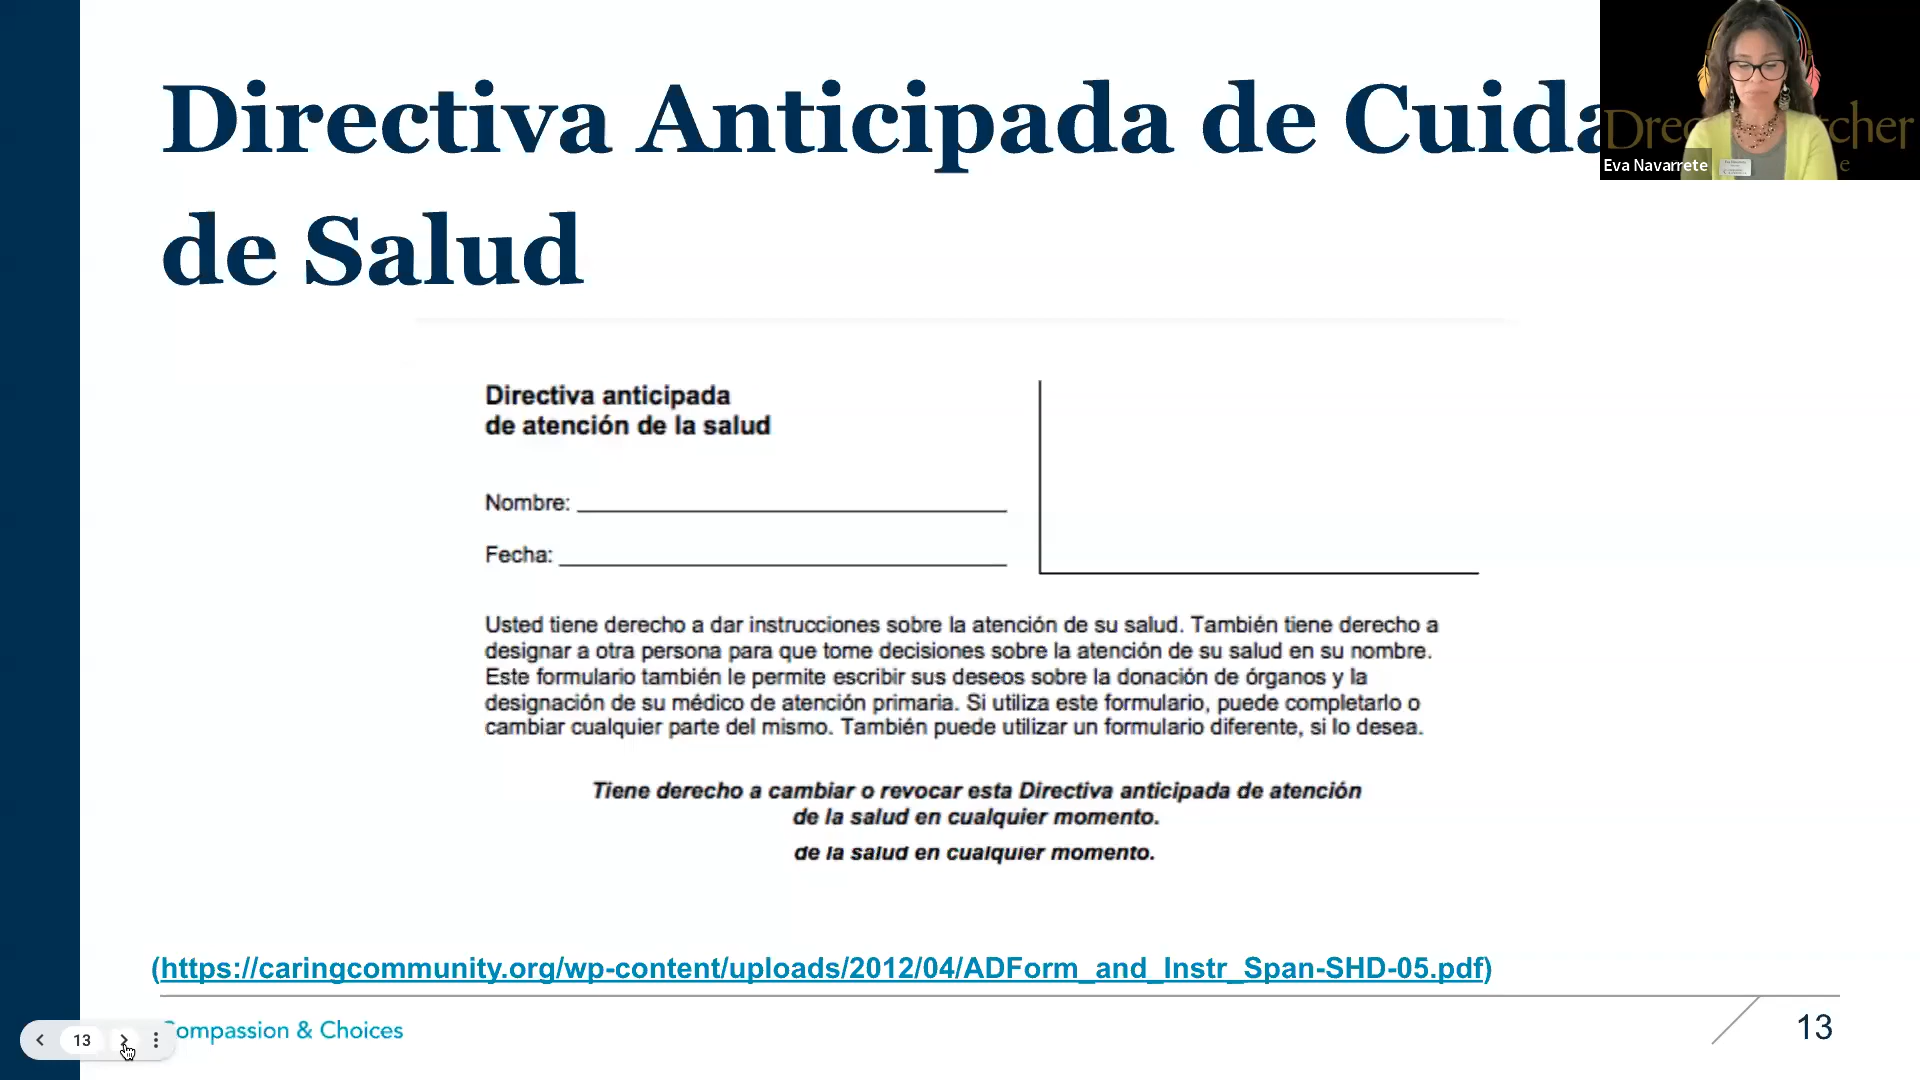 Directiva Anticipada de Cuida
de Salud
Eva Navarrete
Directiva anticipada
de atención de la salud
Nombre:
Fecha:
Usted tiene derecho a dar instrucciones sobre la atención de su salud. También tiene derecho a
designar a otra persona para que tome decisiones sobre la atención de su salud en su nombre.
Este formulario también le permite escribir sus deseos sobre la donación de órganos y la
designación de su médico de atención primaria. Si utiliza este formulario, puede completarlo o
cambiar cualquier parte del mismo. También puede utilizar un formulario diferente, si lo desea.
Tiene derecho a cambiar o revocar esta Directiva anticipada de atención
de la salud en cualquier momento.
de la salud en cualquier momento.
(https://caringcommunity.org/wp-content/uploads/2012/04/ADForm_and_Instr_Span-SHD-05.pdf)
13
ompassion & Choices
13